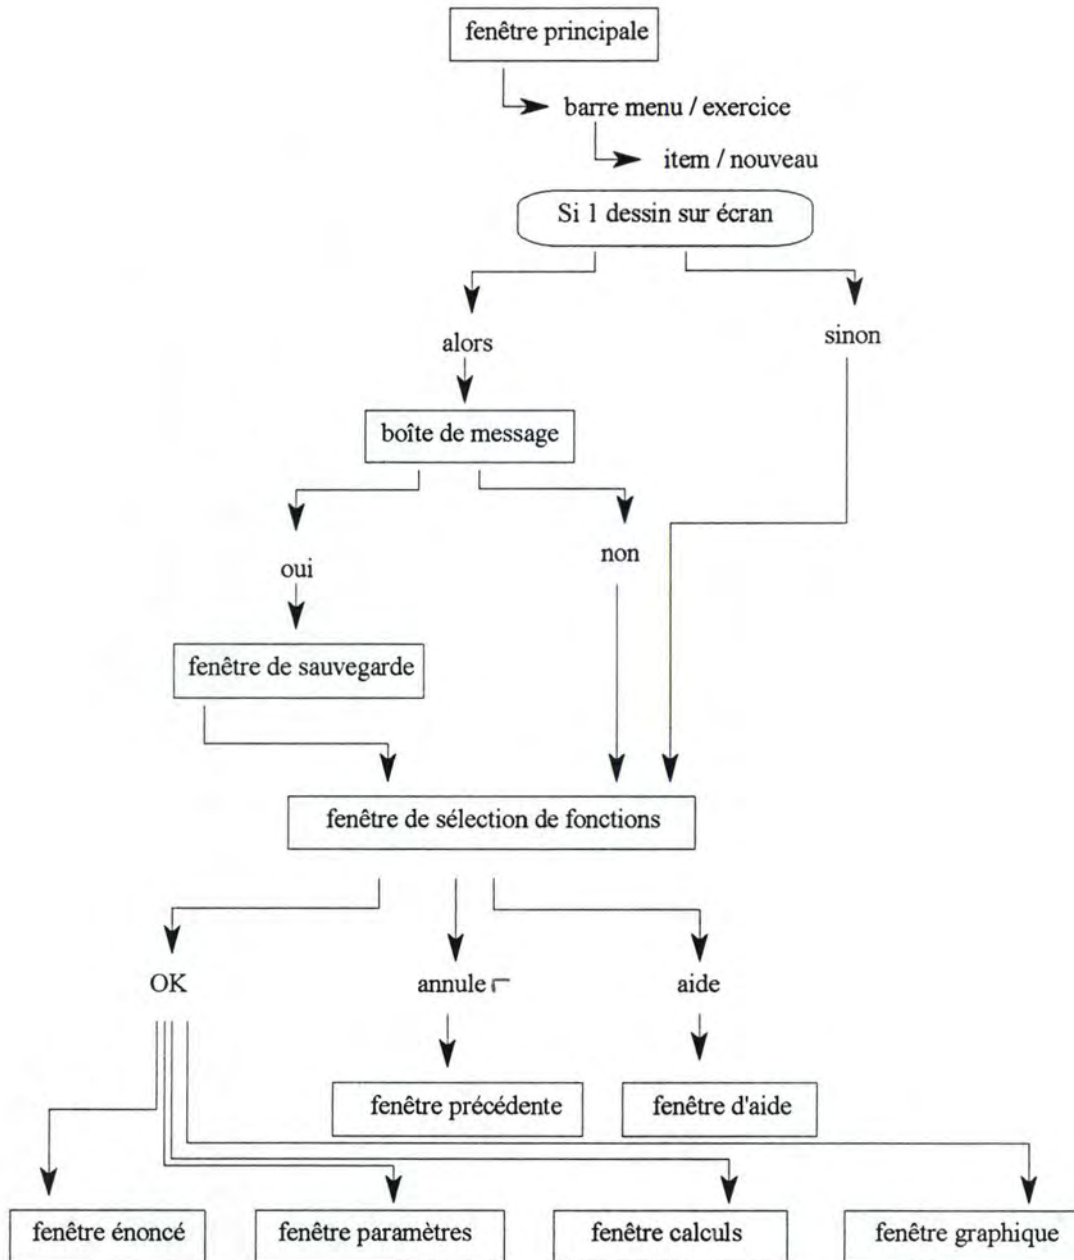 fenêtre principale
barre menu / exercice
item / nouveau
Si 1 dessin sur écran
alors
sinon
boîte de message
oui
non
fenêtre de sauvegarde
fenêtre de sélection de fonctions
OK
annule
aide
fenêtre précédente
fenêtre d'aide
fenêtre énoncé
fenêtre paramètres
fenêtre calculs
fenêtre graphique